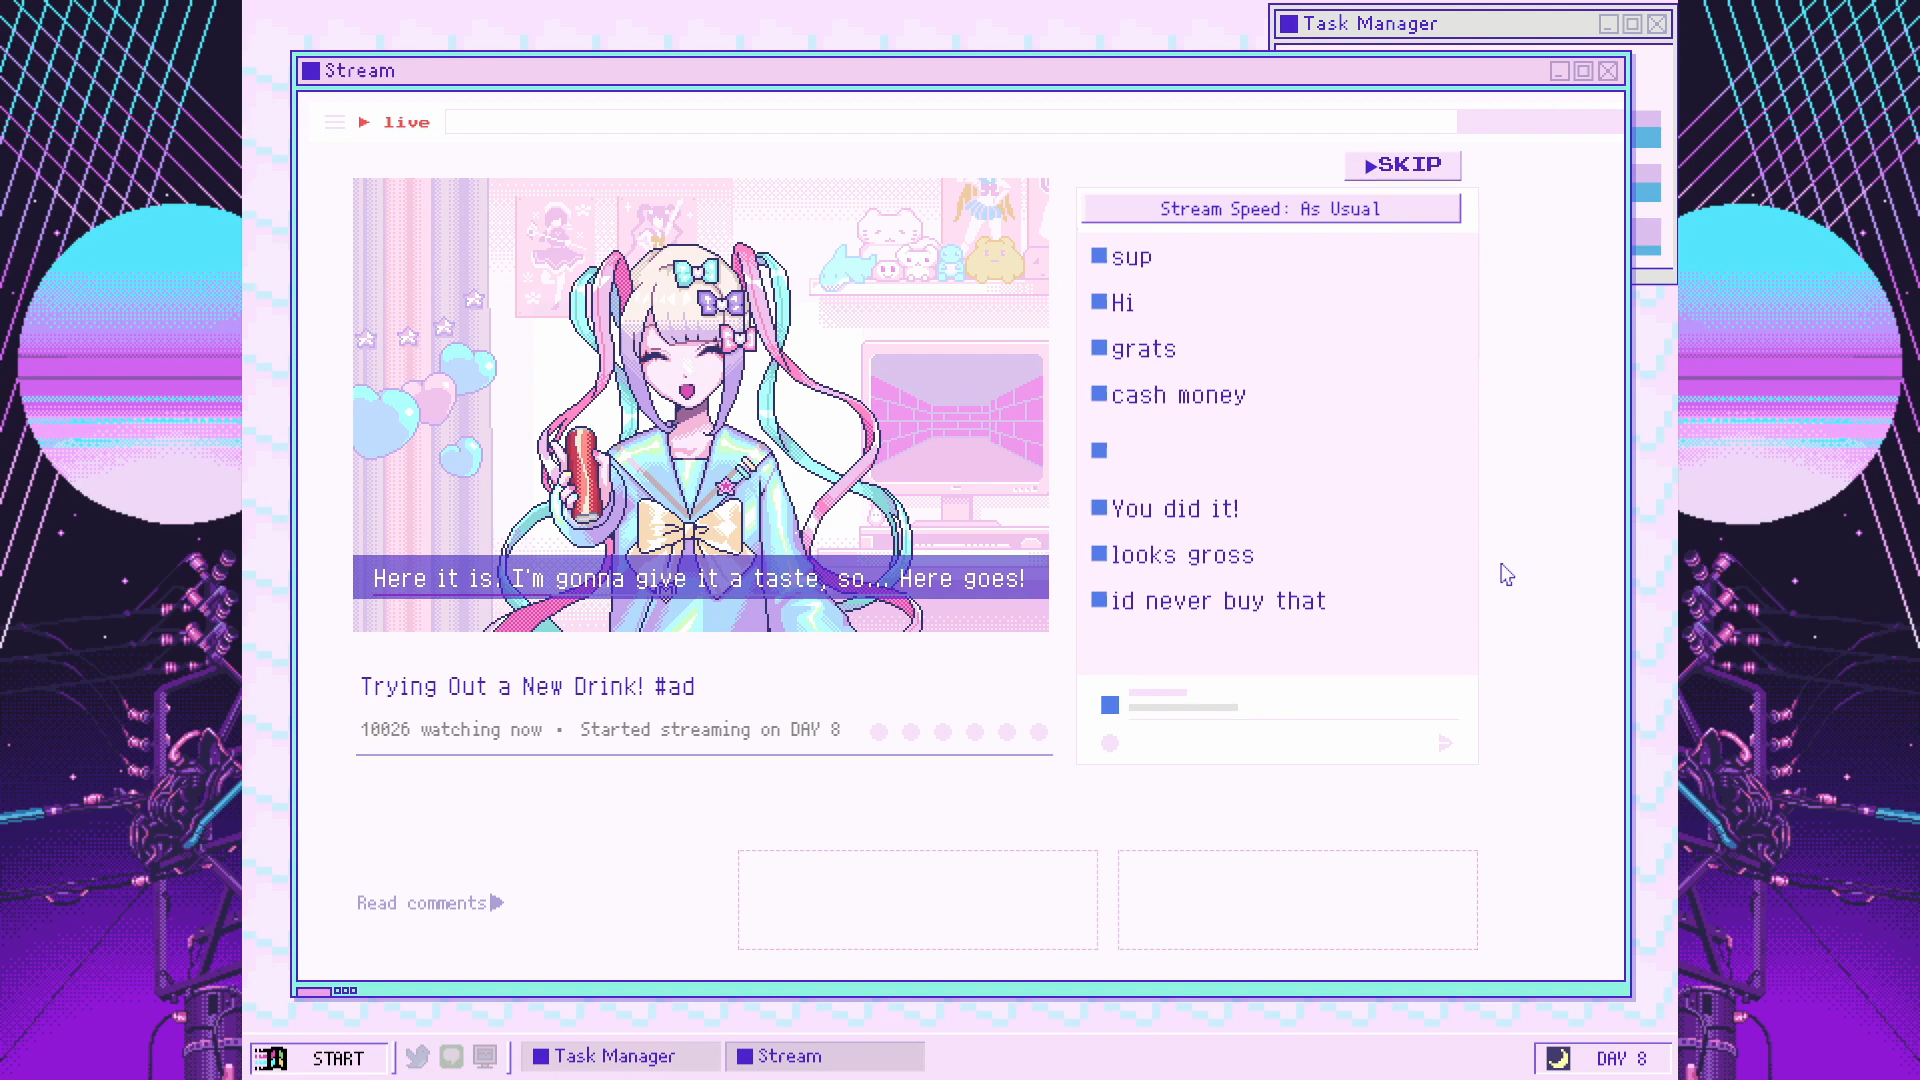 Task Manager
Stream
live
SKIP
Stream Speed: As Usual
sup
Hi
grats
cash money
You did it!
looks gross
id never buy that
Here it is. I'm gonna give it a taste, so... Here goes!
Trying Out a New Drink! #ad
10026 watching now • Started streaming on DAY 8
Read comments
START
Task Manager
Stream
DAY 8